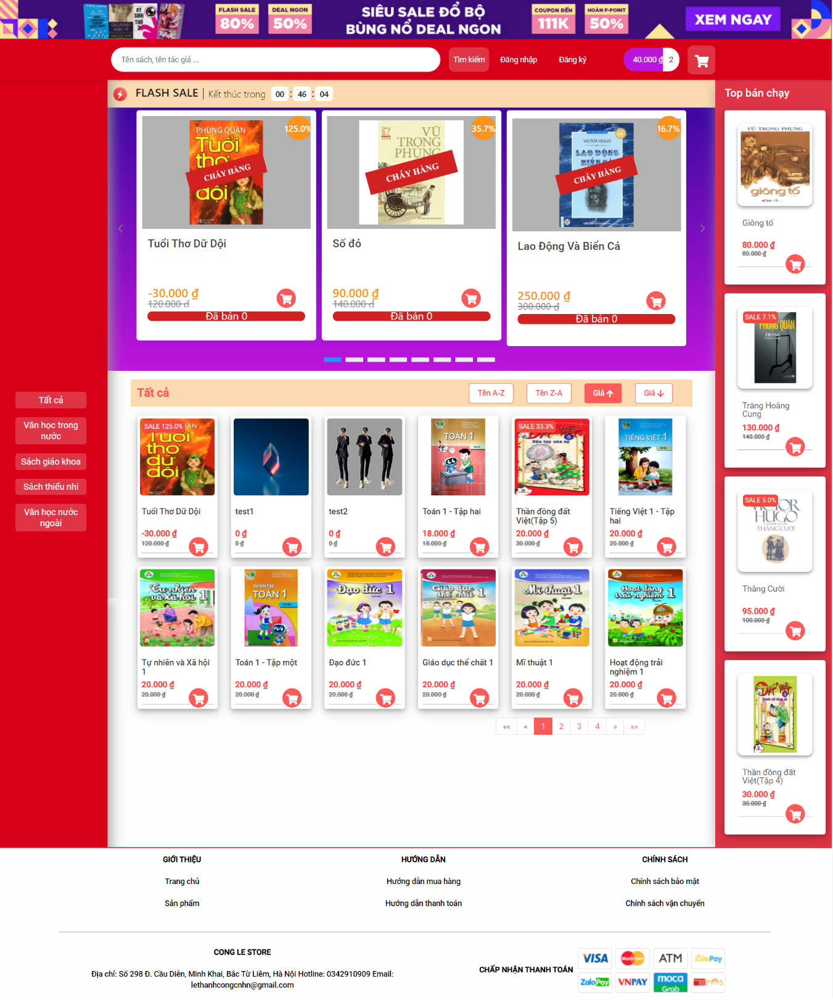 FLASH SALE
80%
DEAL NGON
50%
SIÊU SALE ĐỔ BỘ
BÙNG NỔ DEAL NGON
COUPON ĐẾN
111K
HOÀN F-POINT
50%
XEM NGAY
Tên sách, tên tác giả ...
Tìm kiếm
Đăng nhập
Đăng ký
40.000 ₫
2
FLASH SALE | Kết thúc trong 00 : 46 : 04
Top bán chạy
PHÙNG QUÁN
Tuổi
thơ
dội
CHÁY HÀNG
125.0%
Tuổi Thơ Dữ Dội
-30.000 ₫
120.000 đ
Đã bán 0
VŨ
TRỌNG
PHỤNG
CHÁY HÀNG
35.7%
Số đỏ
90.000 ₫
140.000 đ
Đã bán 0
VICTOR HUGO
LAO ĐỘNG
CHÁY HÀNG
16.7%
Lao Động Và Biển Cả
250.000 ₫
300.000 ₫
Đã bán 0
VŨ TRỌNG PHỤNG
giông tố
Giông tố
80.000 ₫
80.000 ₫
SALE 7.1%
PHÙNG QUÁN
TRĂNG
Trăng Hoàng
Cung
130.000 ₫
140.000 ₫
SALE 5.0%
VICTOR
HUGO
THẰNG CƯỜI
Thằng Cười
95.000 ₫
100.000 ₫
Đất Việt
4
Thần đồng đất
Việt(Tập 4)
30.000 ₫
30.000 ₫
Tất cả
Văn học trong
nước
Sách giáo khoa
Sách thiếu nhi
Văn học nước
ngoài
Tất cả
Tên A-Z
Tên Z-A
Giá
Giá
SALE 125.0%
Tuổi
thơ
dữ
dội
Tuổi Thơ Dữ Dội
-30.000 ₫
120.000 ₫
test1
0 ₫
0 ₫
test2
0 ₫
0 ₫
TOÁN 1
Toán 1 - Tập hai
18.000 ₫
18.000 ₫
SALE 33.3%
5
Dấu tay xóa nợ
Thần đồng đất
Việt(Tập 5)
20.000 ₫
30.000 ₫
TIẾNG VIỆT 1
Tiếng Việt 1 - Tập
hai
20.000 ₫
20.000 ₫
Tự nhiên
và Xã hội 1
Tự nhiên và Xã hội
1
20.000 ₫
20.000 ₫
Vở bài tập
TOÁN 1
Toán 1 - Tập một
20.000 ₫
20.000 ₫
Đạo đức 1
Đạo đức 1
20.000 ₫
20.000 ₫
Giáo dục
thể chất 1
Giáo dục thể chất 1
20.000 ₫
20.000 ₫
Mĩ thuật 1
Mĩ thuật 1
20.000 ₫
20.000 ₫
Hoạt động
trải nghiệm 1
Hoạt động trải
nghiệm 1
20.000 ₫
20.000 ₫
«« « 1 2 3 4 » »»
GIỚI THIỆU
Trang chủ
Sản phẩm
HƯỚNG DẪN
Hướng dẫn mua hàng
Hướng dẫn thanh toán
CHÍNH SÁCH
Chính sách bảo mật
Chính sách vận chuyển
CONG LE STORE
Địa chỉ: Số 298 Đ. Cầu Diễn, Minh Khai, Bắc Từ Liêm, Hà Nội Hotline: 0342910909 Email:
lethanhcongcnhn@gmail.com
CHẤP NHẬN THANH TOÁN
VISA
MasterCard
ATM
AlePay
ZaloPay
VNPAY
moca
Grab
mPOS